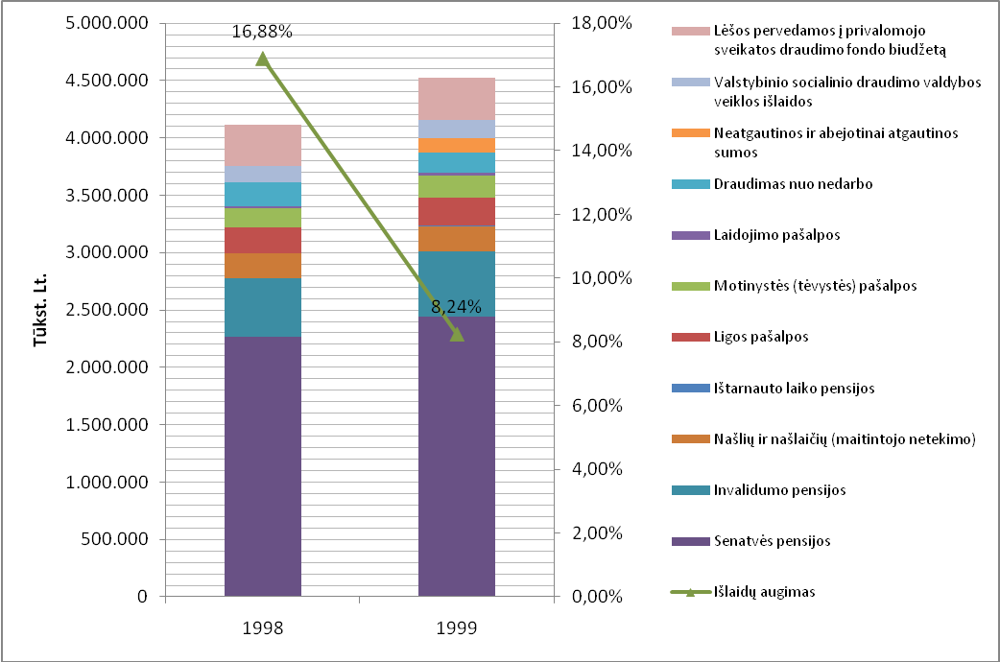 5.000.000
4.500.000
4.000.000
3.500.000
3.000.000
2.500.000
2.000.000
1.500.000
1.000.000
500.000
0
Tūkst. Lt.
16,88%
8,24%
1998
1999
18,00%
16,00%
14,00%
12,00%
10,00%
8,00%
6,00%
4,00%
2,00%
0,00%
Lėšos pervedamos į privalomojo
sveikatos draudimo fondo biudžetą
Valstybinio socialinio draudimo valdybos
veiklos išlaidos
Neatgautinos ir abejotinai atgautinos
sumos
Draudimas nuo nedarbo
Laidojimo pašalpos
Motinystės (tėvystės) pašalpos
Ligos pašalpos
Ištarnauto laiko pensijos
Našlių ir našlaičių (maitintojo netekimo)
Invalidumo pensijos
Senatvės pensijos
Išlaidų augimas